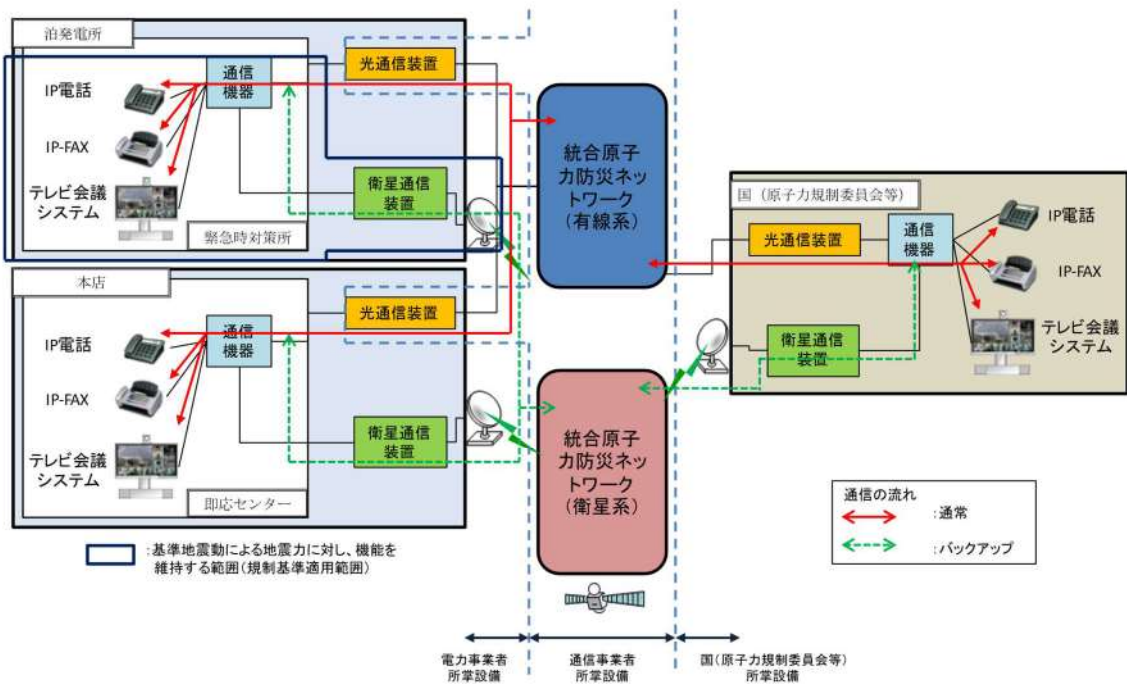 泊発電所
IP電話
IP-FAX
テレビ会議
システム
通信
機器
光通信装置
衛星通信
装置
緊急時対策所
本店
IP電話
IP-FAX
テレビ会議
システム
通信
機器
光通信装置
衛星通信
装置
即応センター
統合原子
力防災ネッ
トワーク
(有線系)
統合原子
力防災ネッ
トワーク
(衛星系)
国（原子力規制委員会等）
光通信装置
通信
機器
衛星通信
装置
IP電話
IP-FAX
テレビ会議
システム
:基準地震動による地震力に対し、機能を
維持する範囲(規制基準適用範囲)
通信の流れ
:通常
:バックアップ
電力事業者
所掌設備
通信事業者
所掌設備
国(原子力規制委員会等)
所掌設備